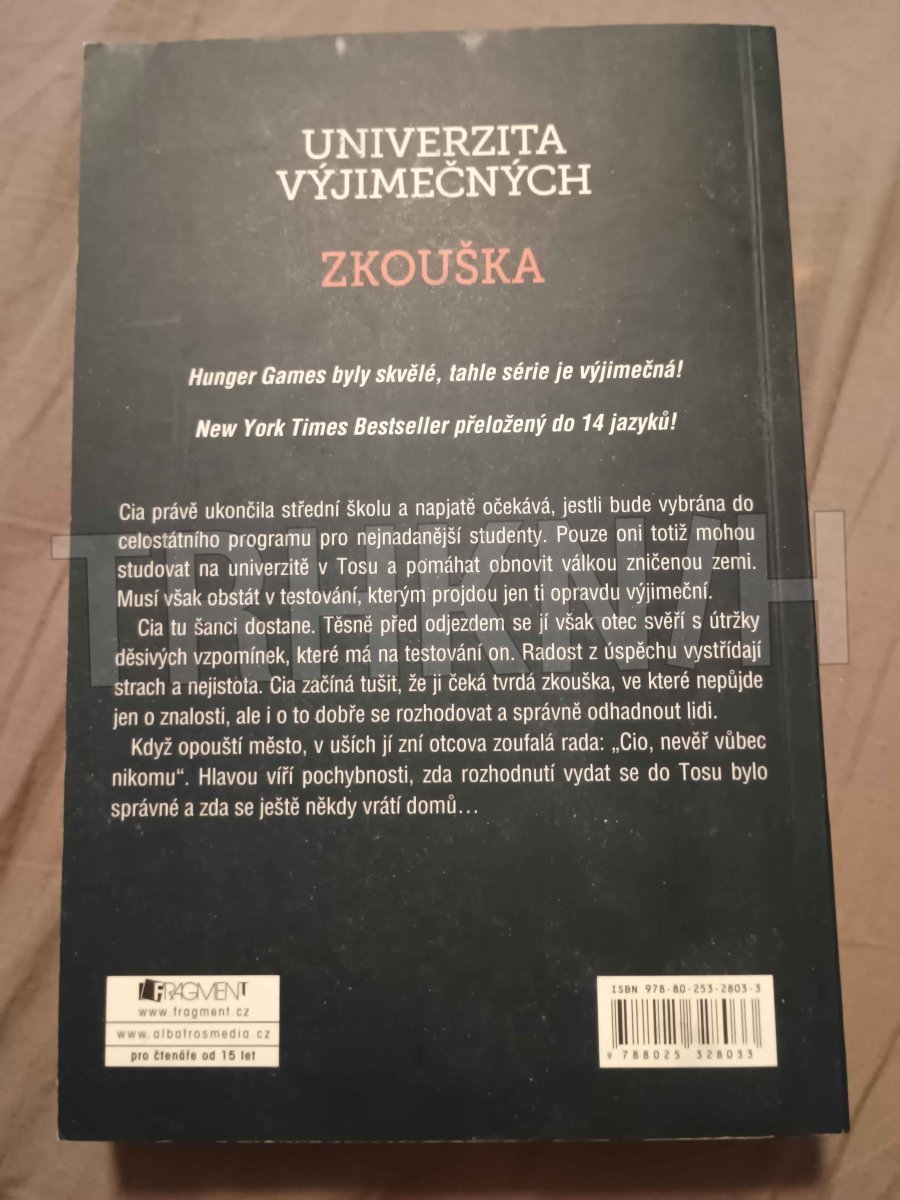 UNIVERZITA
VÝJIMEČNÝCH
ZKOUŠKA
Hunger Games byly skvělé, tahle série je výjimečná!
New York Times Bestseller přeložený do 14 jazyků!
Cia právě ukončila střední školu a napjatě očekává, jestli bude vybrána do
celostátního programu pro nejnadanější studenty. Pouze oni totiž mohou
studovat na univerzitě v Tosu a pomáhat obnovit válkou zničenou zemi.
Musí však obstát v testování, kterým projdou jen ti opravdu výjimeční.
Cia tu šanci dostane. Těsně před odjezdem se jí však otec svěří s útržky
děsivých vzpomínek, které má na testování on. Radost z úspěchu vystřídají
strach a nejistota. Cia začíná tušit, že ji čeká tvrdá zkouška, ve které nepůjde
jen o znalosti, ale i o to dobře se rozhodovat a správně odhadnout lidi.
Když opouští město, v uších jí zní otcova zoufalá rada: „Cio, nevěř vůbec
nikomu“. Hlavou víří pochybnosti, zda rozhodnutí vydat se do Tosu bylo
správné a zda se ještě někdy vrátí domů…
TRHKNIH
FRAGMENT
www.fragment.cz
www.albatrosmedia.cz
pro čtenáře od 15 let
ISBN 978-80-253-2803-3
9 788025 328033